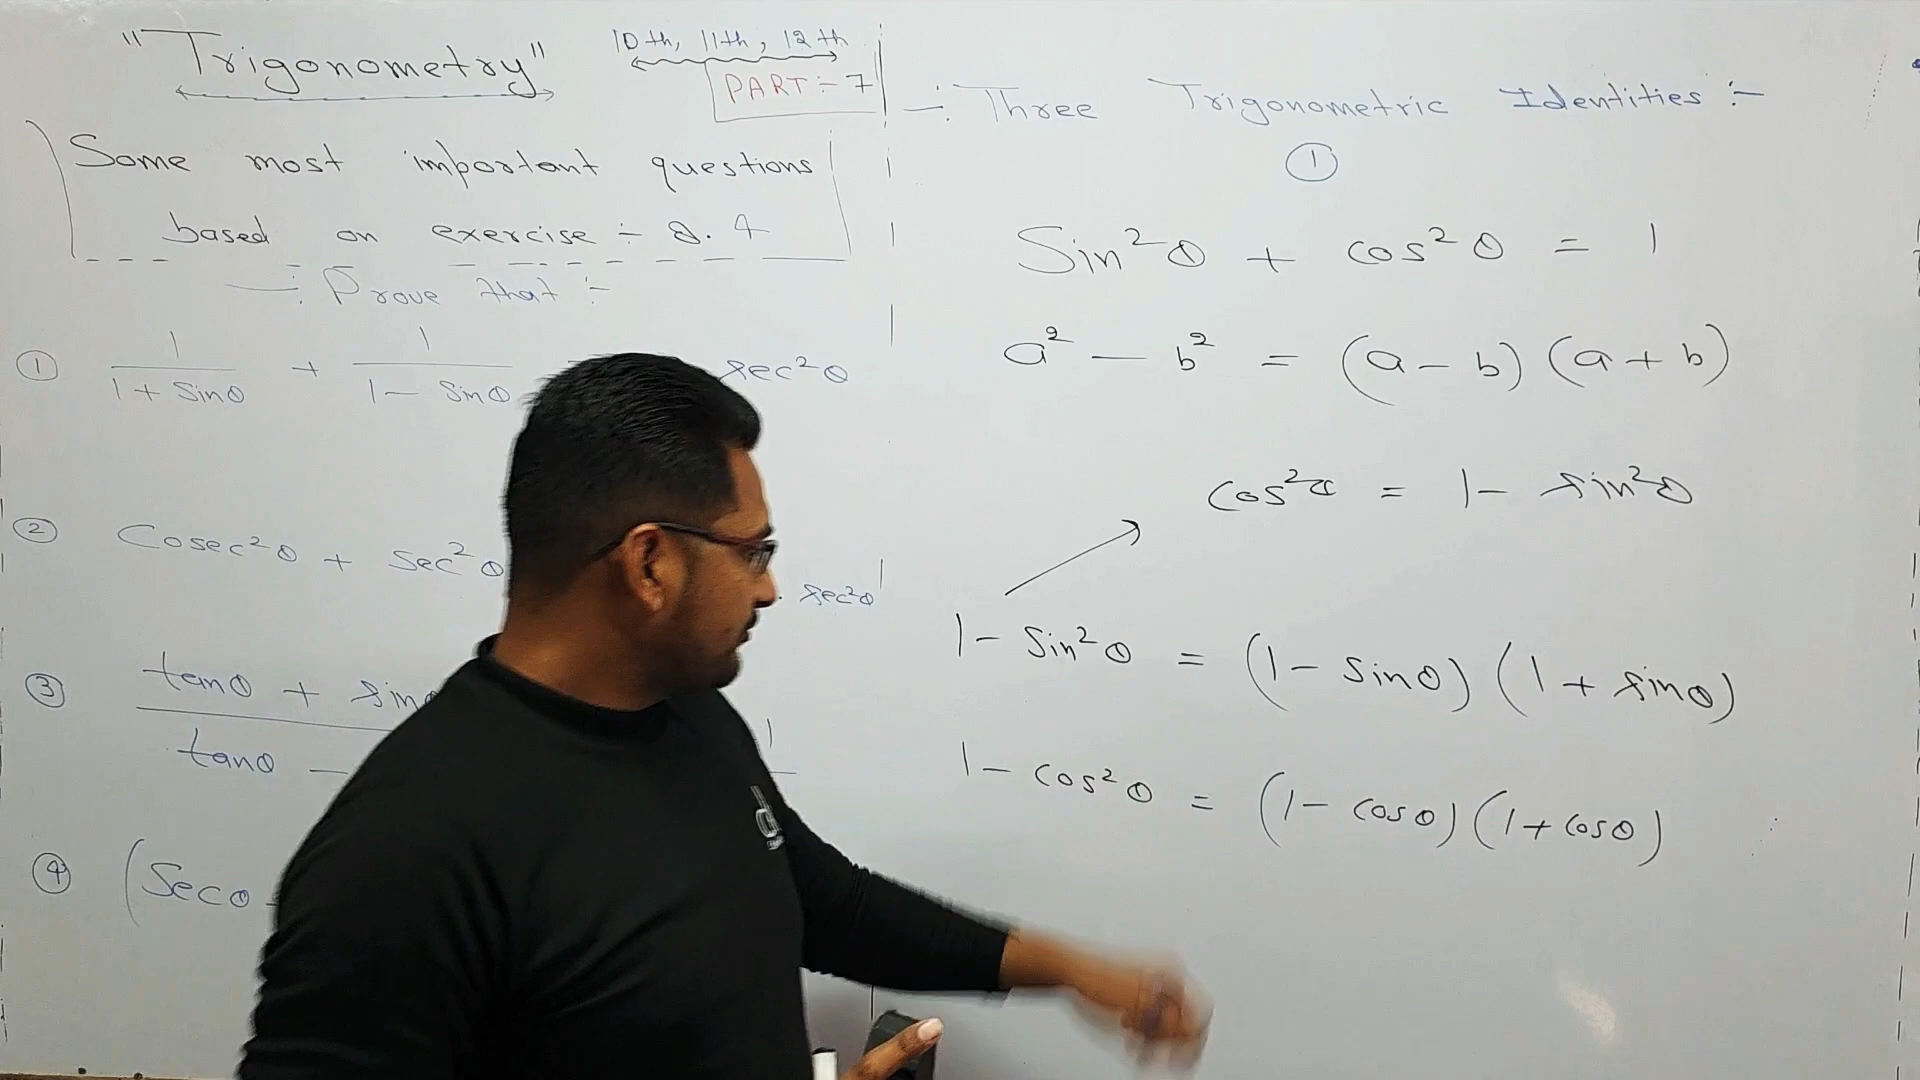 "Trigonometry"
10th, 11th, 12th
PART:- 7
Some most important questions
based on exercise :- 8.4
:- Prove that :-
① 1/(1 + Sinθ) + 1/(1 - Sinθ) sec²θ
② Cosec²θ + Sec²θ . sec²θ
③ tanθ + sin
tanθ - 1
④ (Secθ
:- Three Trigonometric Identities :-
①
Sin²θ + cos²θ = 1
a² - b² = (a - b) (a + b)
cos²θ = 1 - sin²θ
1 - Sin²θ = (1 - Sinθ) (1 + sinθ)
1 - cos²θ = (1 - cosθ) (1 + cosθ)